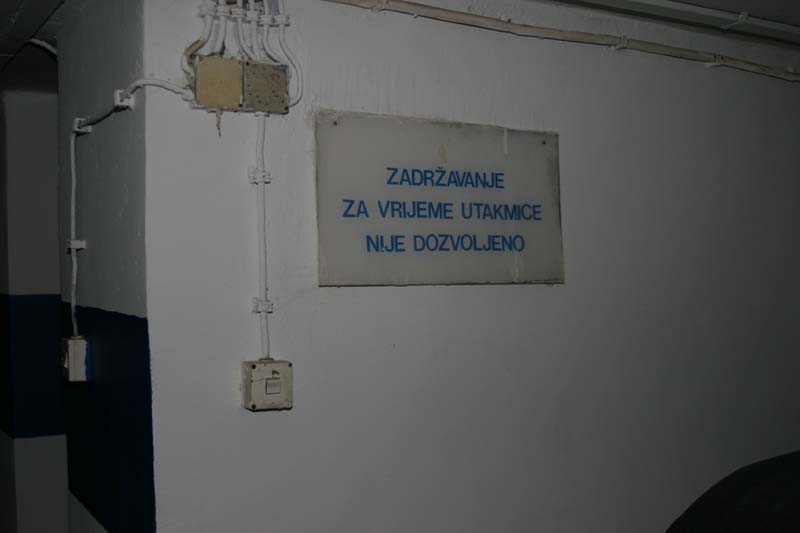 ZADRŽAVANJE
ZA VRIJEME UTAKMICE
NIJE DOZVOLJENO